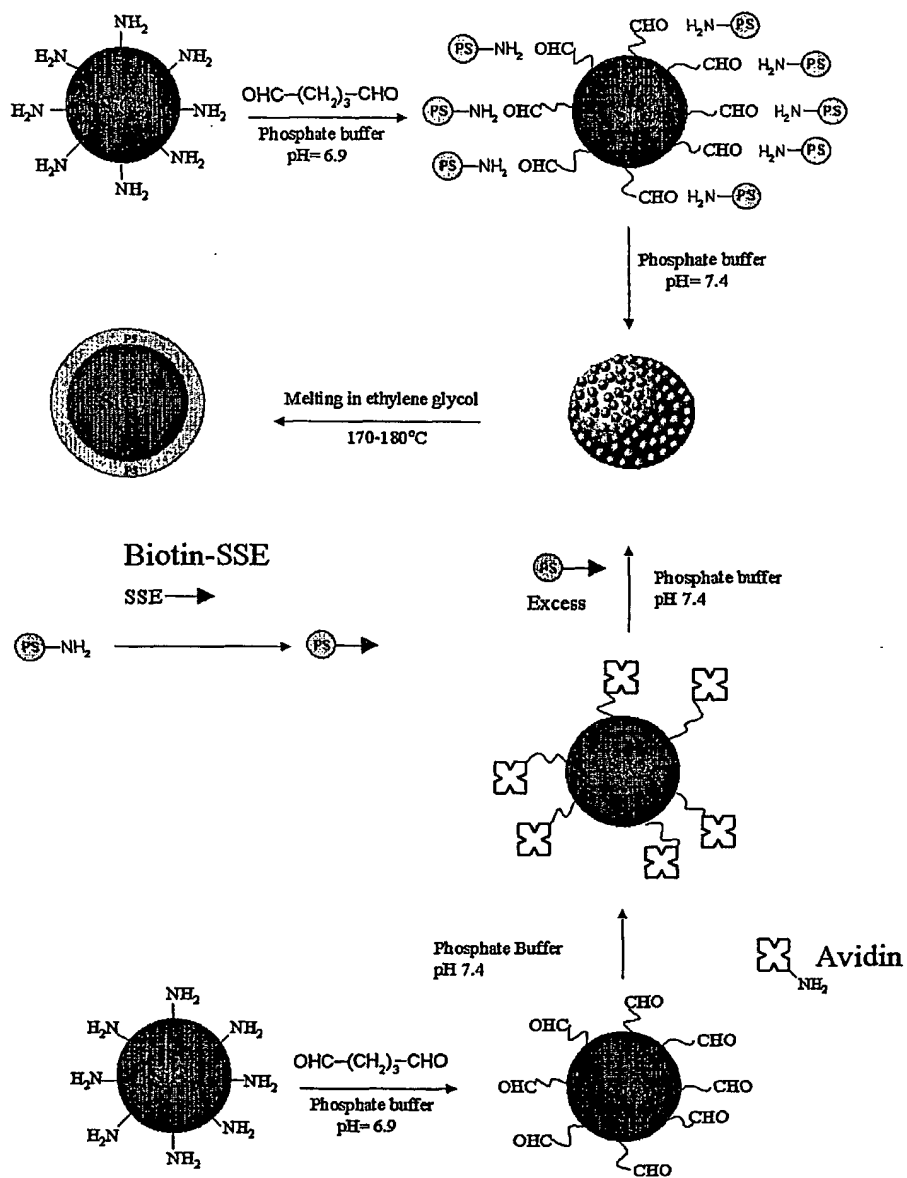 NH₂
H₂N NH₂
H₂N NH₂
H₂N NH₂
NH₂
OHC-(CH₂)₃-CHO
Phosphate buffer
pH= 6.9
CHO H₂N-PS
PS-NH₂ OHC
CHO H₂N-PS
PS-NH₂ OHC CHO H₂N-PS
PS-NH₂ OHC CHO H₂N-PS
CHO H₂N-PS
Phosphate buffer
pH= 7.4
PS
PS
Melting in ethylene glycol
170-180°C
Biotin-SSE
SSE
PS-NH₂ PS
PS
Excess
Phosphate buffer
pH 7.4
Phosphate Buffer
pH 7.4
Avidin
NH₂
NH₂
H₂N NH₂
H₂N NH₂
H₂N NH₂
NH₂
OHC-(CH₂)₃-CHO
Phosphate buffer
pH= 6.9
CHO
OHC CHO
OHC CHO
OHC CHO
CHO